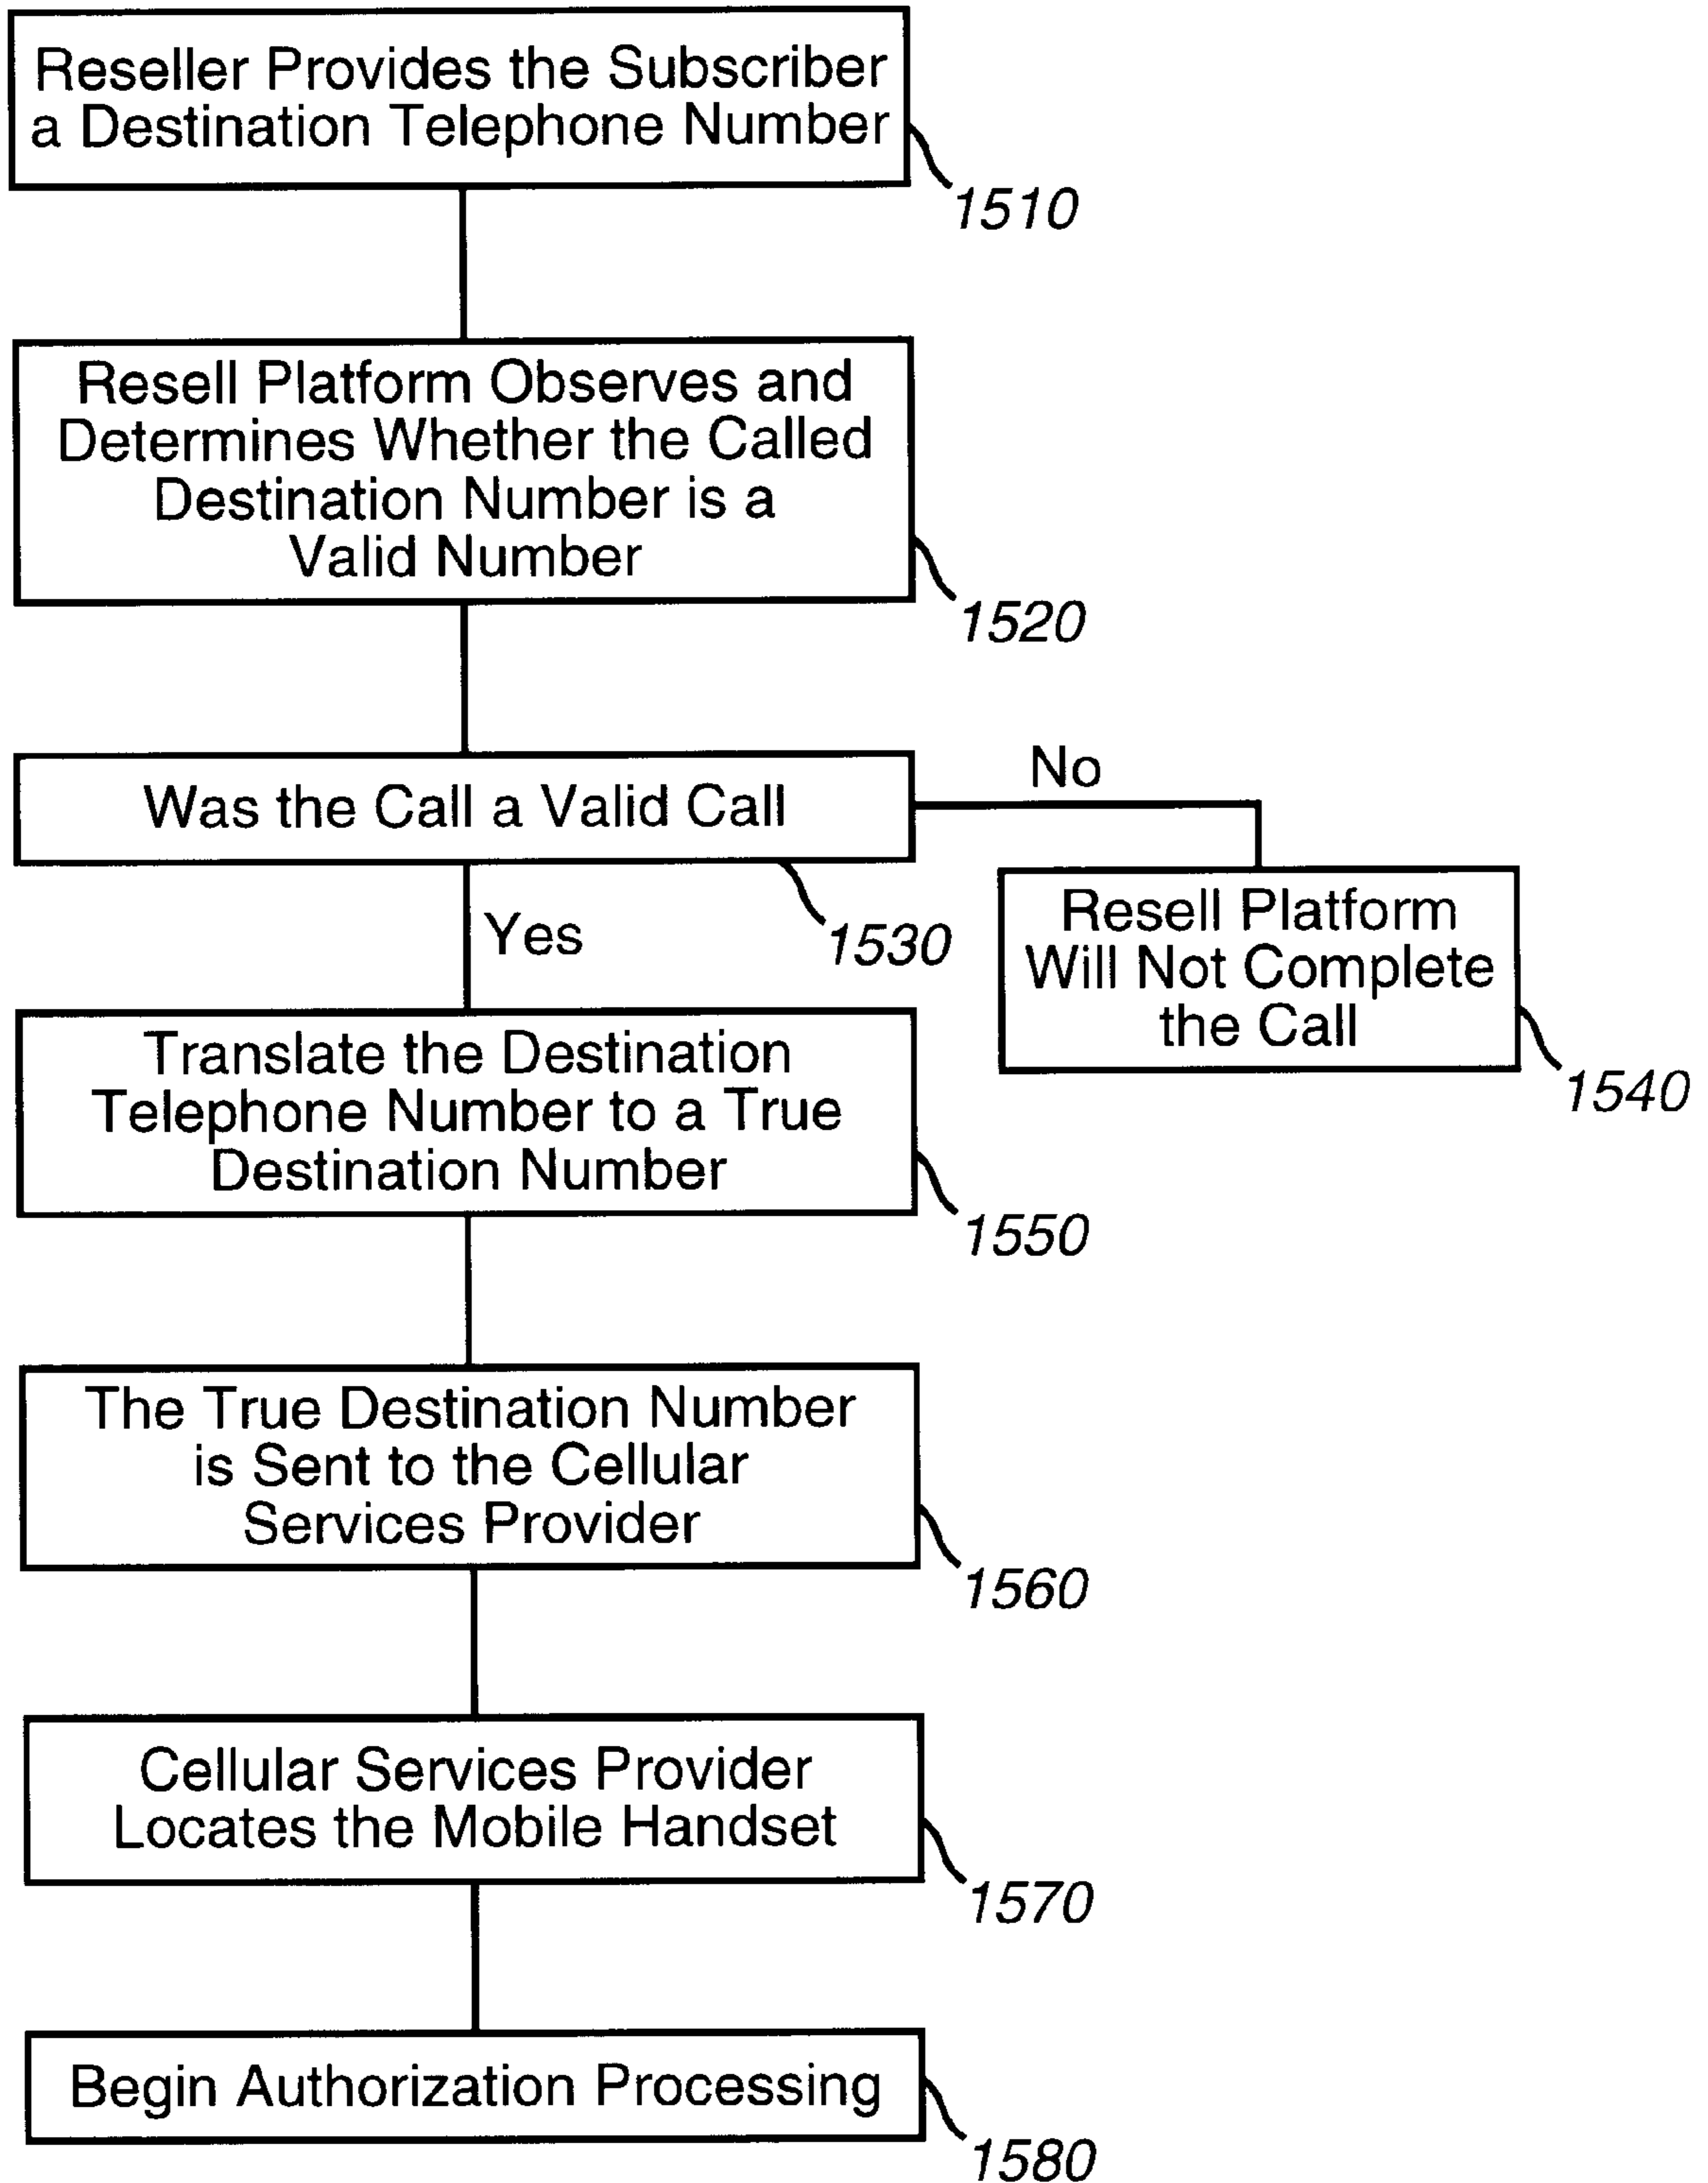 Reseller Provides the Subscriber
a Destination Telephone Number
1510
Resell Platform Observes and
Determines Whether the Called
Destination Number is a
Valid Number
1520
Was the Call a Valid Call
No
1530
Yes
Resell Platform
Will Not Complete
the Call
1540
Translate the Destination
Telephone Number to a True
Destination Number
1550
The True Destination Number
is Sent to the Cellular
Services Provider
1560
Cellular Services Provider
Locates the Mobile Handset
1570
Begin Authorization Processing
1580